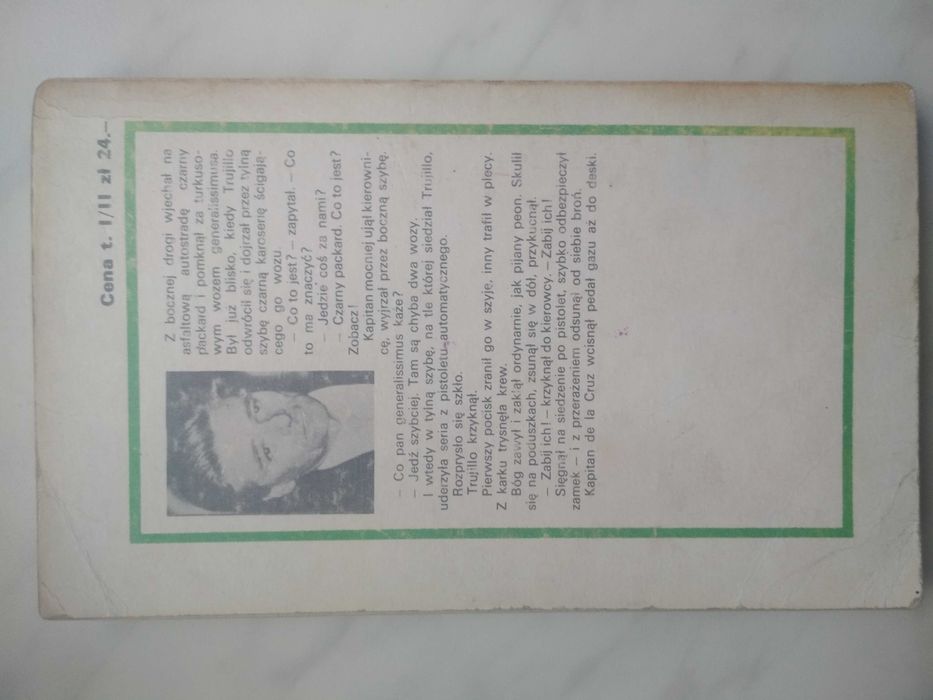 Cena t. I/II zł 24.–
Z bocznej drogi wjechał na
asfaltową autostradę czarny
packard i pomknął za turkuso-
wym wozem generalissimusa.
Był już blisko, kiedy Trujillo
odwrócił się i dojrzał przez tylną
szybę czarną karoserię ścigają-
cego go wozu.
– Co to jest? – zapytał. – Co
to ma znaczyć?
– Jedzie coś za nami?
– Czarny packard. Co to jest?
Zobacz!
Kapitan mocniej ujął kierowni-
cę, wyjrzał przez boczną szybę.
– Co pan generalissimus każe?
– Jedź szybciej. Tam są chyba dwa wozy.
I wtedy w tylną szybę, na tle której siedział Trujillo,
uderzyła seria z pistoletu automatycznego.
Rozprysło się szkło.
Trujillo krzyknął.
Pierwszy pocisk zranił go w szyję, inny trafił w plecy.
Z karku trysnęła krew.
Bóg zawył i zaklął ordynarnie, jak pijany peon. Skulił
się na poduszkach, zsunął się w dół, przykucnął.
– Zabij ich! – krzyknął do kierowcy. – Zabij ich!
Sięgnął na siedzenie po pistolet, szybko odbezpieczył
zamek – i z przerażeniem odsunął od siebie broń.
Kapitan de la Cruz wcisnął pedał gazu aż do deski.